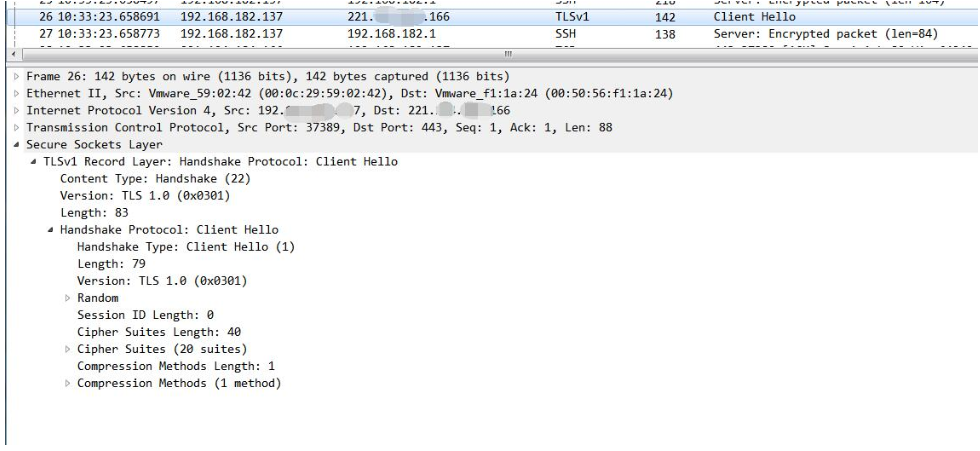 26 10:33:23.658691 192.168.182.137 221. .166 TLSv1 142 Client Hello
27 10:33:23.658773 192.168.182.137 192.168.182.1 SSH 138 Server: Encrypted packet (len=84)
Frame 26: 142 bytes on wire (1136 bits), 142 bytes captured (1136 bits)
Ethernet II, Src: Vmware_59:02:42 (00:0c:29:59:02:42), Dst: Vmware_f1:1a:24 (00:50:56:f1:1a:24)
Internet Protocol Version 4, Src: 192. 7, Dst: 221. . .166
Transmission Control Protocol, Src Port: 37389, Dst Port: 443, Seq: 1, Ack: 1, Len: 88
Secure Sockets Layer
TLSv1 Record Layer: Handshake Protocol: Client Hello
Content Type: Handshake (22)
Version: TLS 1.0 (0x0301)
Length: 83
Handshake Protocol: Client Hello
Handshake Type: Client Hello (1)
Length: 79
Version: TLS 1.0 (0x0301)
Random
Session ID Length: 0
Cipher Suites Length: 40
Cipher Suites (20 suites)
Compression Methods Length: 1
Compression Methods (1 method)